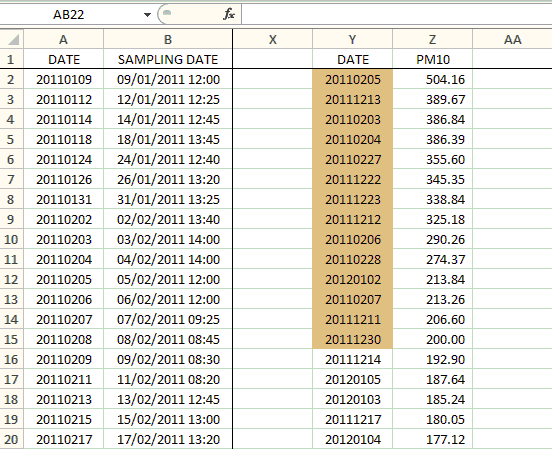 AB22 fx
A B X Y Z AA
1 DATE SAMPLING DATE DATE PM10
2 20110109 09/01/2011 12:00 20110205 504.16
3 20110112 12/01/2011 12:25 20111213 389.67
4 20110114 14/01/2011 12:45 20110203 386.84
5 20110118 18/01/2011 13:45 20110204 386.39
6 20110124 24/01/2011 12:40 20110227 355.60
7 20110126 26/01/2011 13:20 20111222 345.35
8 20110131 31/01/2011 13:25 20111223 338.84
9 20110202 02/02/2011 13:40 20111212 325.18
10 20110203 03/02/2011 14:00 20110206 290.26
11 20110204 04/02/2011 14:00 20110228 274.37
12 20110205 05/02/2011 12:00 20120102 213.84
13 20110206 06/02/2011 12:00 20110207 213.26
14 20110207 07/02/2011 09:25 20111211 206.60
15 20110208 08/02/2011 08:45 20111230 200.00
16 20110209 09/02/2011 08:30 20111214 192.90
17 20110211 11/02/2011 08:20 20120105 187.64
18 20110213 13/02/2011 12:45 20120103 185.24
19 20110215 15/02/2011 13:00 20111217 180.05
20 20110217 17/02/2011 13:20 20120104 177.12